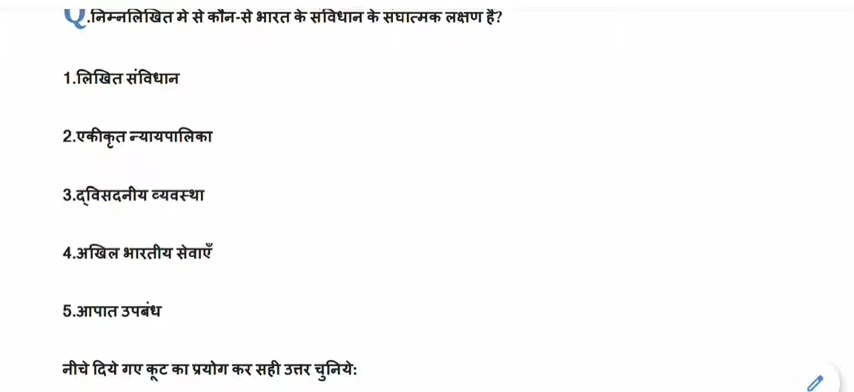 Q.निम्नलिखित में से कौन-से भारत के संविधान के संघात्मक लक्षण हैं?
1.लिखित संविधान
2.एकीकृत न्यायपालिका
3.द्विसदनीय व्यवस्था
4.अखिल भारतीय सेवाएँ
5.आपात उपबंध
नीचे दिये गए कूट का प्रयोग कर सही उत्तर चुनिये: